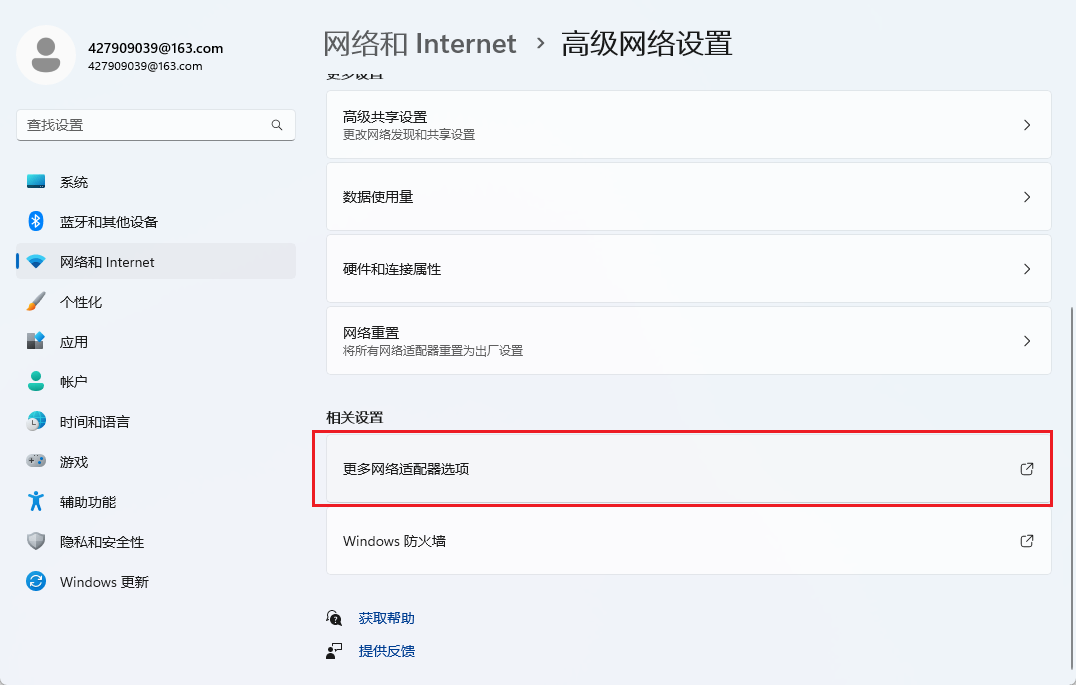 427909039@163.com
427909039@163.com
查找设置
系统
蓝牙和其他设备
网络和 Internet
个性化
应用
帐户
时间和语言
游戏
辅助功能
隐私和安全性
Windows 更新
网络和 Internet › 高级网络设置
更多设置
高级共享设置
更改网络发现和共享设置
数据使用量
硬件和连接属性
网络重置
将所有网络适配器重置为出厂设置
相关设置
更多网络适配器选项
Windows 防火墙
获取帮助
提供反馈